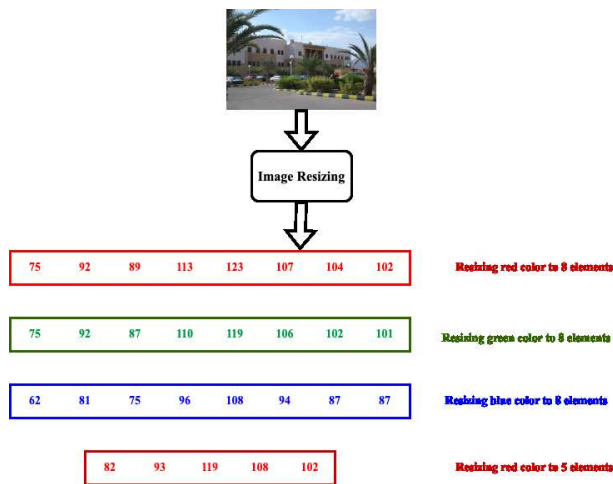 Image Resizing
75 92 89 113 123 107 104 102 Resizing red color to 8 elements
75 92 87 110 119 106 102 101 Resizing green color to 8 elements
62 81 75 96 108 94 87 87 Resizing blue color to 8 elements
82 93 119 108 102 Resizing red color to 5 elements